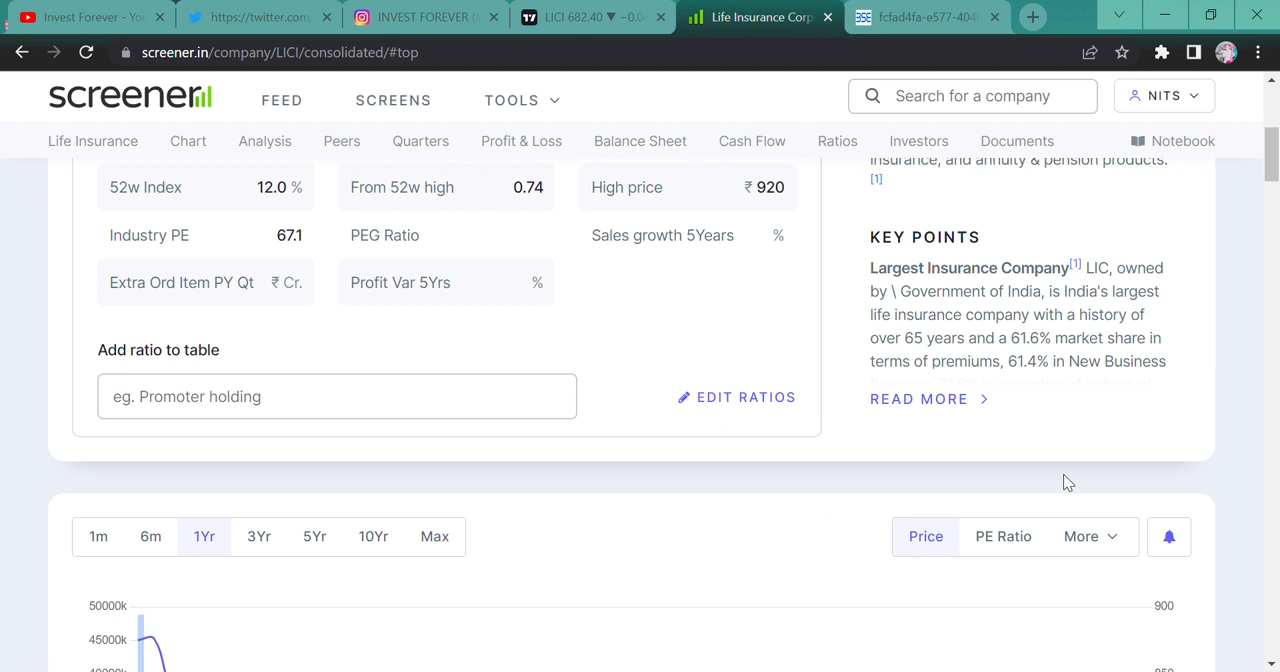 Invest Forever - You
https://twitter.com
INVEST FOREVER (
LICI 682.40 ▼ −0.0
Life Insurance Corp
fcfad4fa-e577-404
screener.in/company/LICI/consolidated/#top
screener
FEED
SCREENS
TOOLS
Search for a company
NITS
Life Insurance
Chart
Analysis
Peers
Quarters
Profit & Loss
Balance Sheet
Cash Flow
Ratios
Investors
Documents
Notebook
52w Index 12.0 %
From 52w high 0.74
High price ₹ 920
Industry PE 67.1
PEG Ratio
Sales growth 5Years %
Extra Ord Item PY Qt ₹ Cr.
Profit Var 5Yrs %
Add ratio to table
eg. Promoter holding
EDIT RATIOS
insurance, and annuity & pension products.
[1]
KEY POINTS
Largest Insurance Company[1] LIC, owned
by \ Government of India, is India's largest
life insurance company with a history of
over 65 years and a 61.6% market share in
terms of premiums, 61.4% in New Business
READ MORE
1m
6m
1Yr
3Yr
5Yr
10Yr
Max
Price
PE Ratio
More
50000k
900
45000k